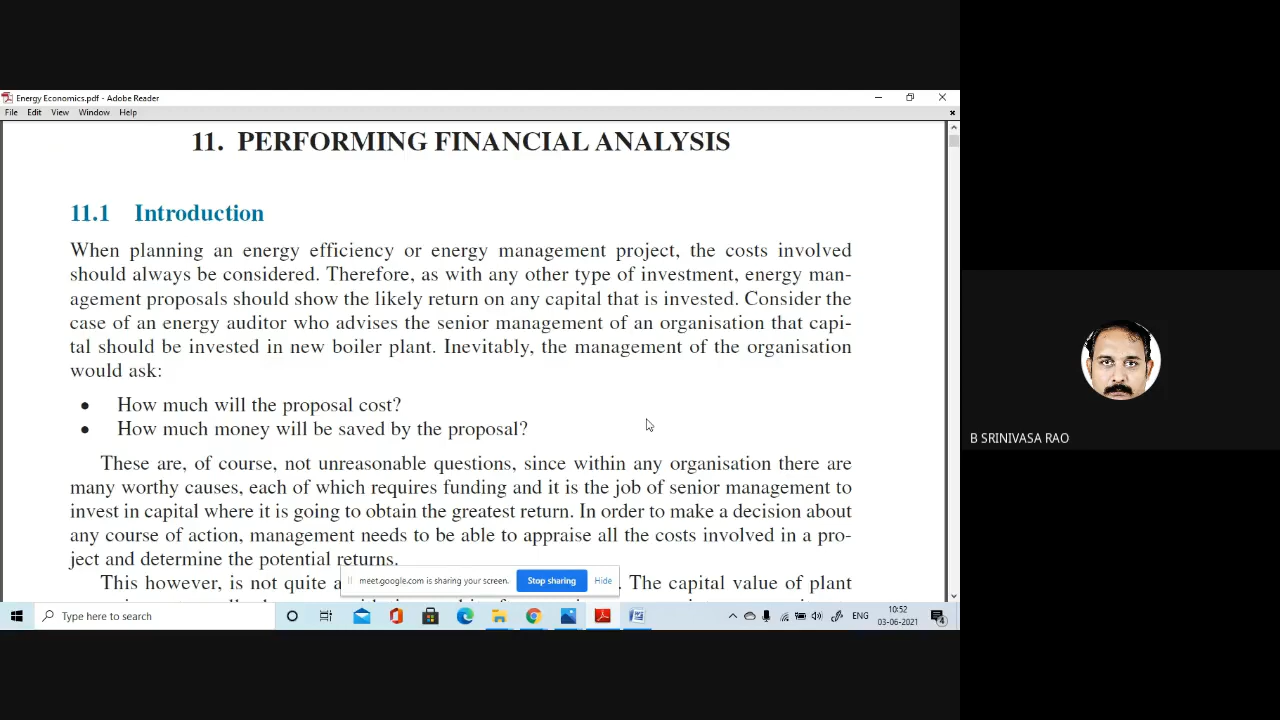 Energy Economics.pdf - Adobe Reader
File Edit View Window Help
11. PERFORMING FINANCIAL ANALYSIS
11.1 Introduction
When planning an energy efficiency or energy management project, the costs involved
should always be considered. Therefore, as with any other type of investment, energy man-
agement proposals should show the likely return on any capital that is invested. Consider the
case of an energy auditor who advises the senior management of an organisation that capi-
tal should be invested in new boiler plant. Inevitably, the management of the organisation
would ask:
• How much will the proposal cost?
• How much money will be saved by the proposal?
These are, of course, not unreasonable questions, since within any organisation there are
many worthy causes, each of which requires funding and it is the job of senior management to
invest in capital where it is going to obtain the greatest return. In order to make a decision about
any course of action, management needs to be able to appraise all the costs involved in a pro-
ject and determine the potential returns.
This however, is not quite a
The capital value of plant
meet.google.com is sharing your screen. Stop sharing Hide
Type here to search
ENG
10:52
03-06-2021
4
B SRINIVASA RAO